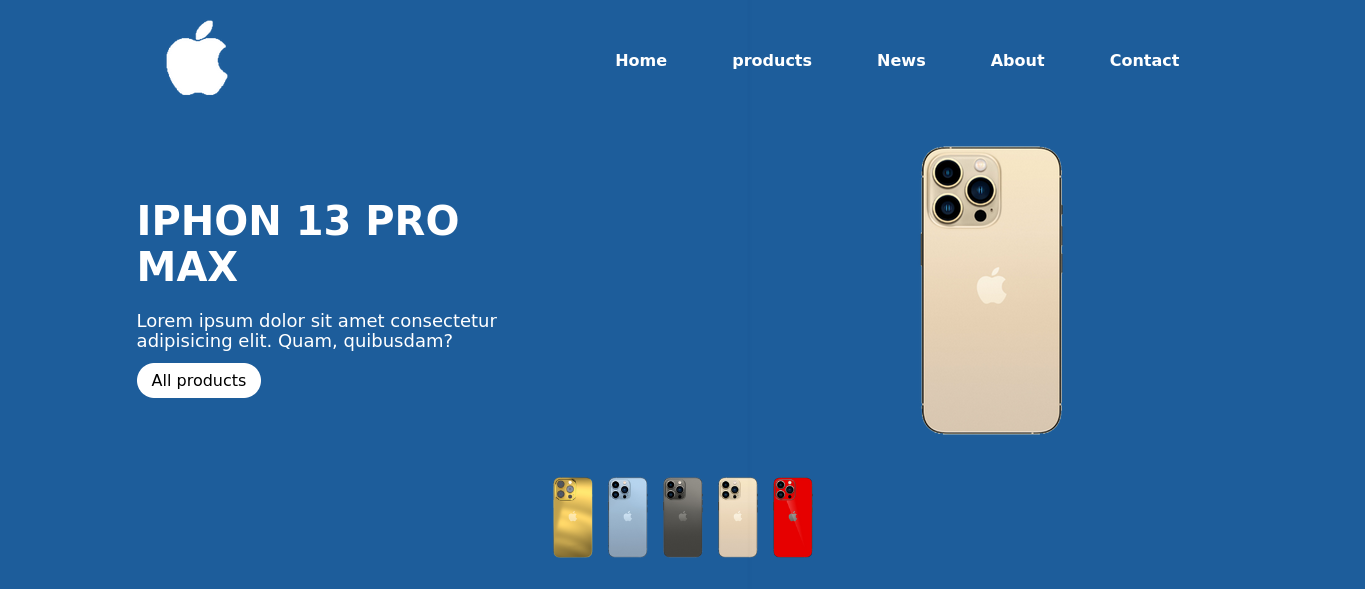 Home products News About Contact
IPHON 13 PRO
MAX
Lorem ipsum dolor sit amet consectetur
adipisicing elit. Quam, quibusdam?
All products